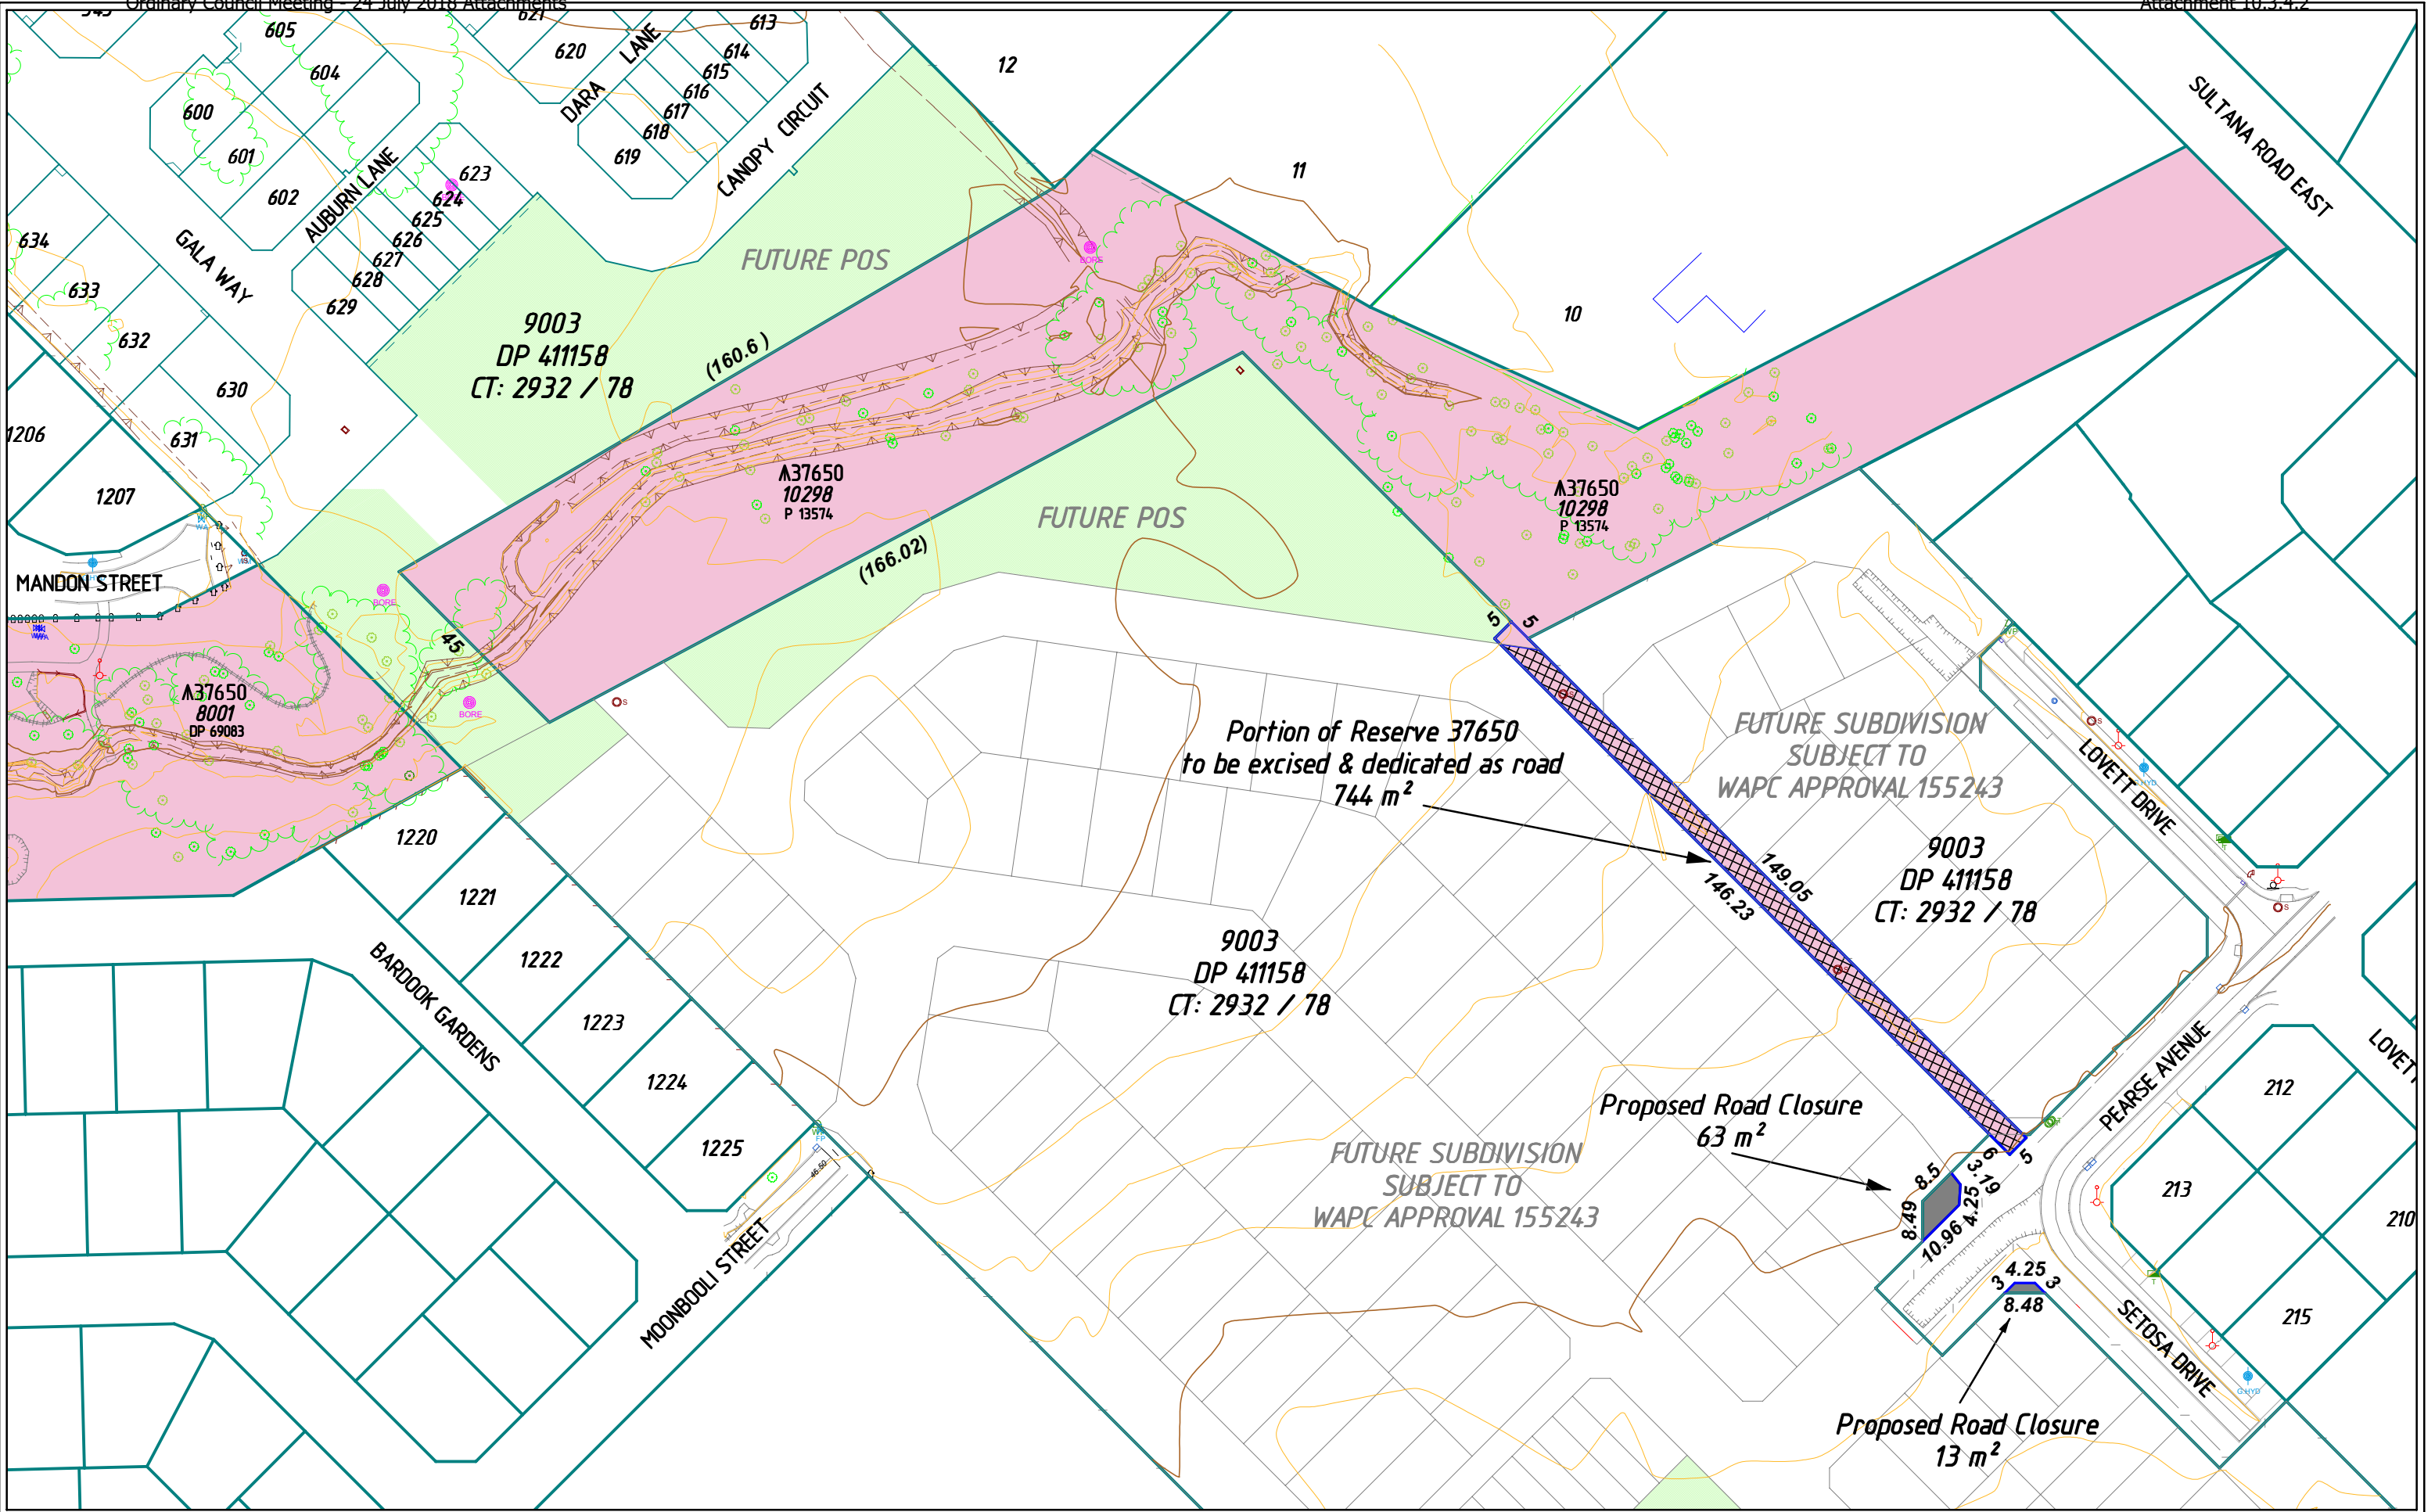 Ordinary Council Meeting - 24 July 2018 Attachments
Attachment 10.3.4.2
605
621
620
604
600
601
602
DARA LANE
613
614
615
616
617
618
619
CANOPY CIRCUIT
12
11
10
SULTANA ROAD EAST
AUBURN LANE
623
624
625
626
627
628
629
GALA WAY
634
633
632
630
631
1206
1207
MANDON STREET
FUTURE POS
9003
DP 411158
CT: 2932 / 78
(160.6 )
BORE
A37650
10298
P 13574
FUTURE POS
(166.02)
A37650
10298
P 13574
BORE
45
BORE
A37650
8001
DP 69083
5
5
Portion of Reserve 37650
to be excised & dedicated as road
744 m²
149.05
146.23
FUTURE SUBDIVISION
SUBJECT TO
WAPC APPROVAL 155243
9003
DP 411158
CT: 2932 / 78
LOVETT DRIVE
1220
1221
1222
1223
1224
1225
BARDOOK GARDENS
MOONBOOLI STREET
46.50
FP
9003
DP 411158
CT: 2932 / 78
FUTURE SUBDIVISION
SUBJECT TO
WAPC APPROVAL 155243
Proposed Road Closure
63 m²
6
5
8.5
3.19
4.25
8.49
10.96
3
4.25
3
8.48
Proposed Road Closure
13 m²
PEARSE AVENUE
SETOSA DRIVE
LOVETT
212
213
210
215
G.HYD